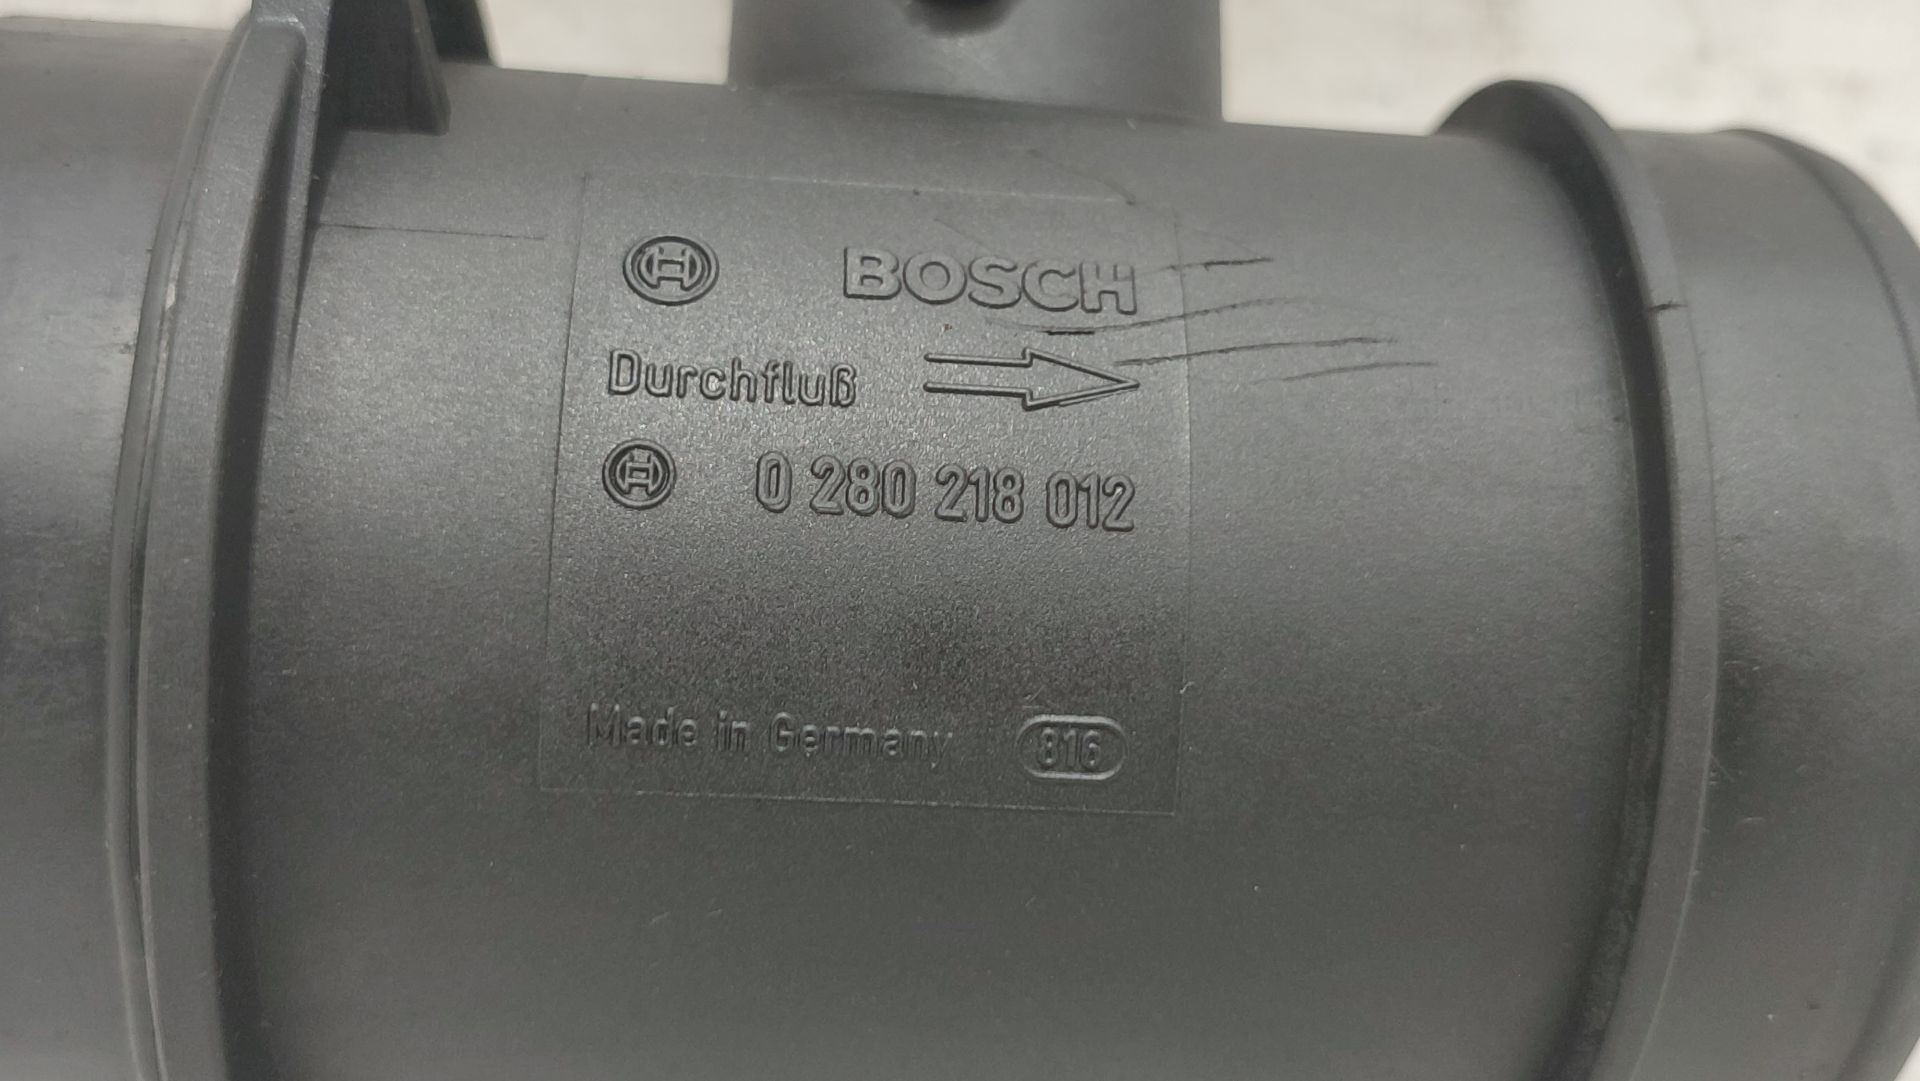 BOSCH
Durchfluß
0 280 218 012
Made in Germany 816